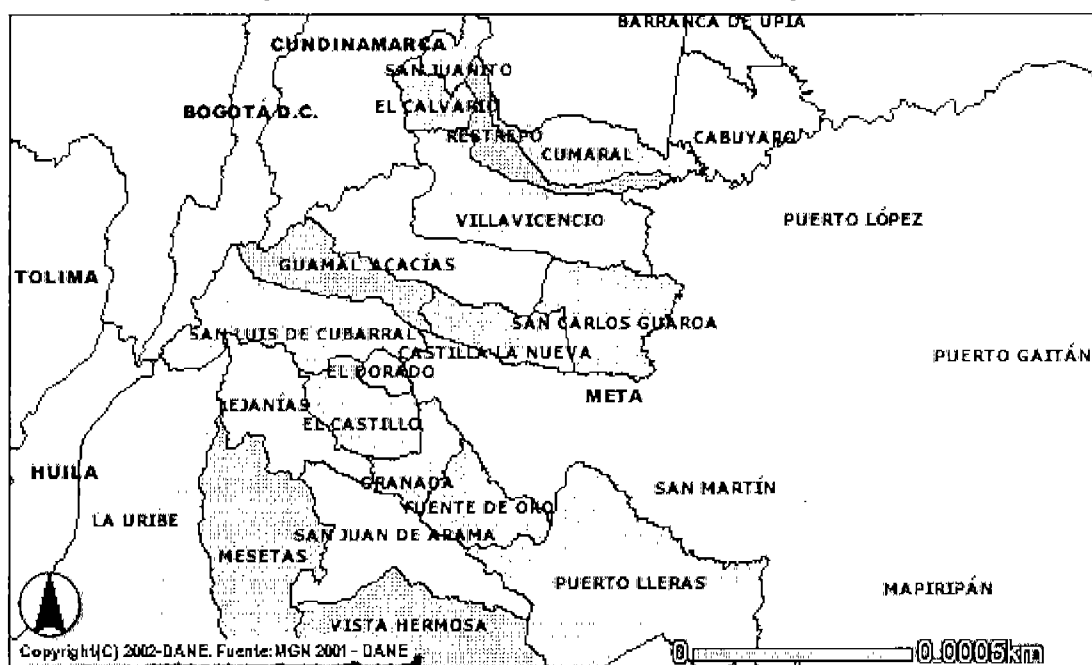 BARRANCA DE UPIA
CUNDINAMARCA
SAN JUANITO
EL CALVARIO
BOGOTÁ D.C.
RESTREPO
CUMARAL
CABUYARO
VILLAVICENCIO
PUERTO LÓPEZ
TOLIMA
GUAMAL ACACÍAS
SAN LUIS DE CUBARRAL
SAN CARLOS GUAROA
CASTILLA LA NUEVA
PUERTO GAITÁN
EL DORADO
META
LEJANÍAS
EL CASTILLO
HUILA
GRANADA
SAN MARTÍN
FUENTE DE ORO
LA URIBE
SAN JUAN DE ARAMA
MESETAS
PUERTO LLERAS
MAPIRIPÁN
VISTA HERMOSA
Copyright(C) 2002-DANE. Fuente: MGN 2001 - DANE
0 0.0006km